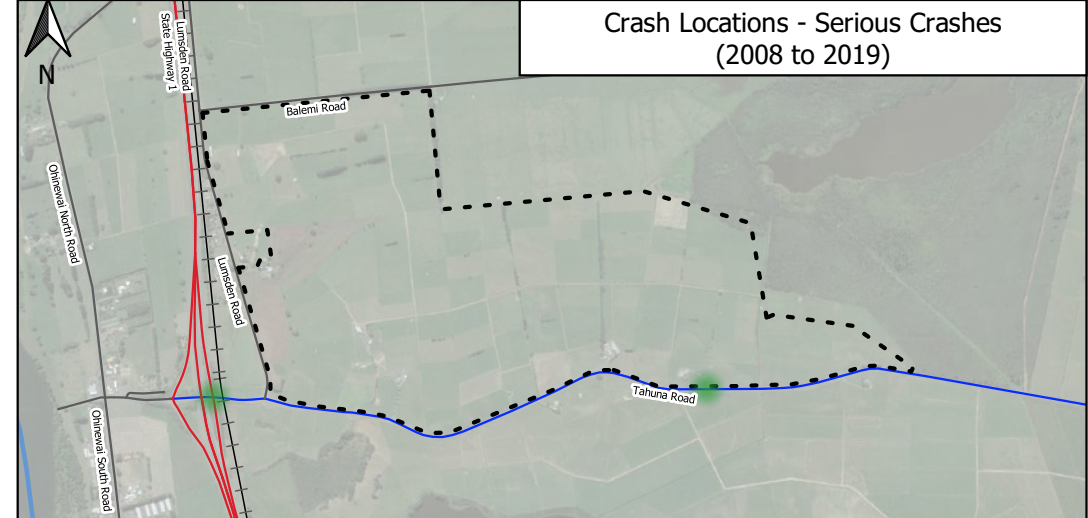 Crash Locations - Serious Crashes
(2008 to 2019)
N
State Highway 1
Lumsden Road
Balemi Road
Ohinewai North Road
Lumsden Road
Tahuna Road
Ohinewai South Road